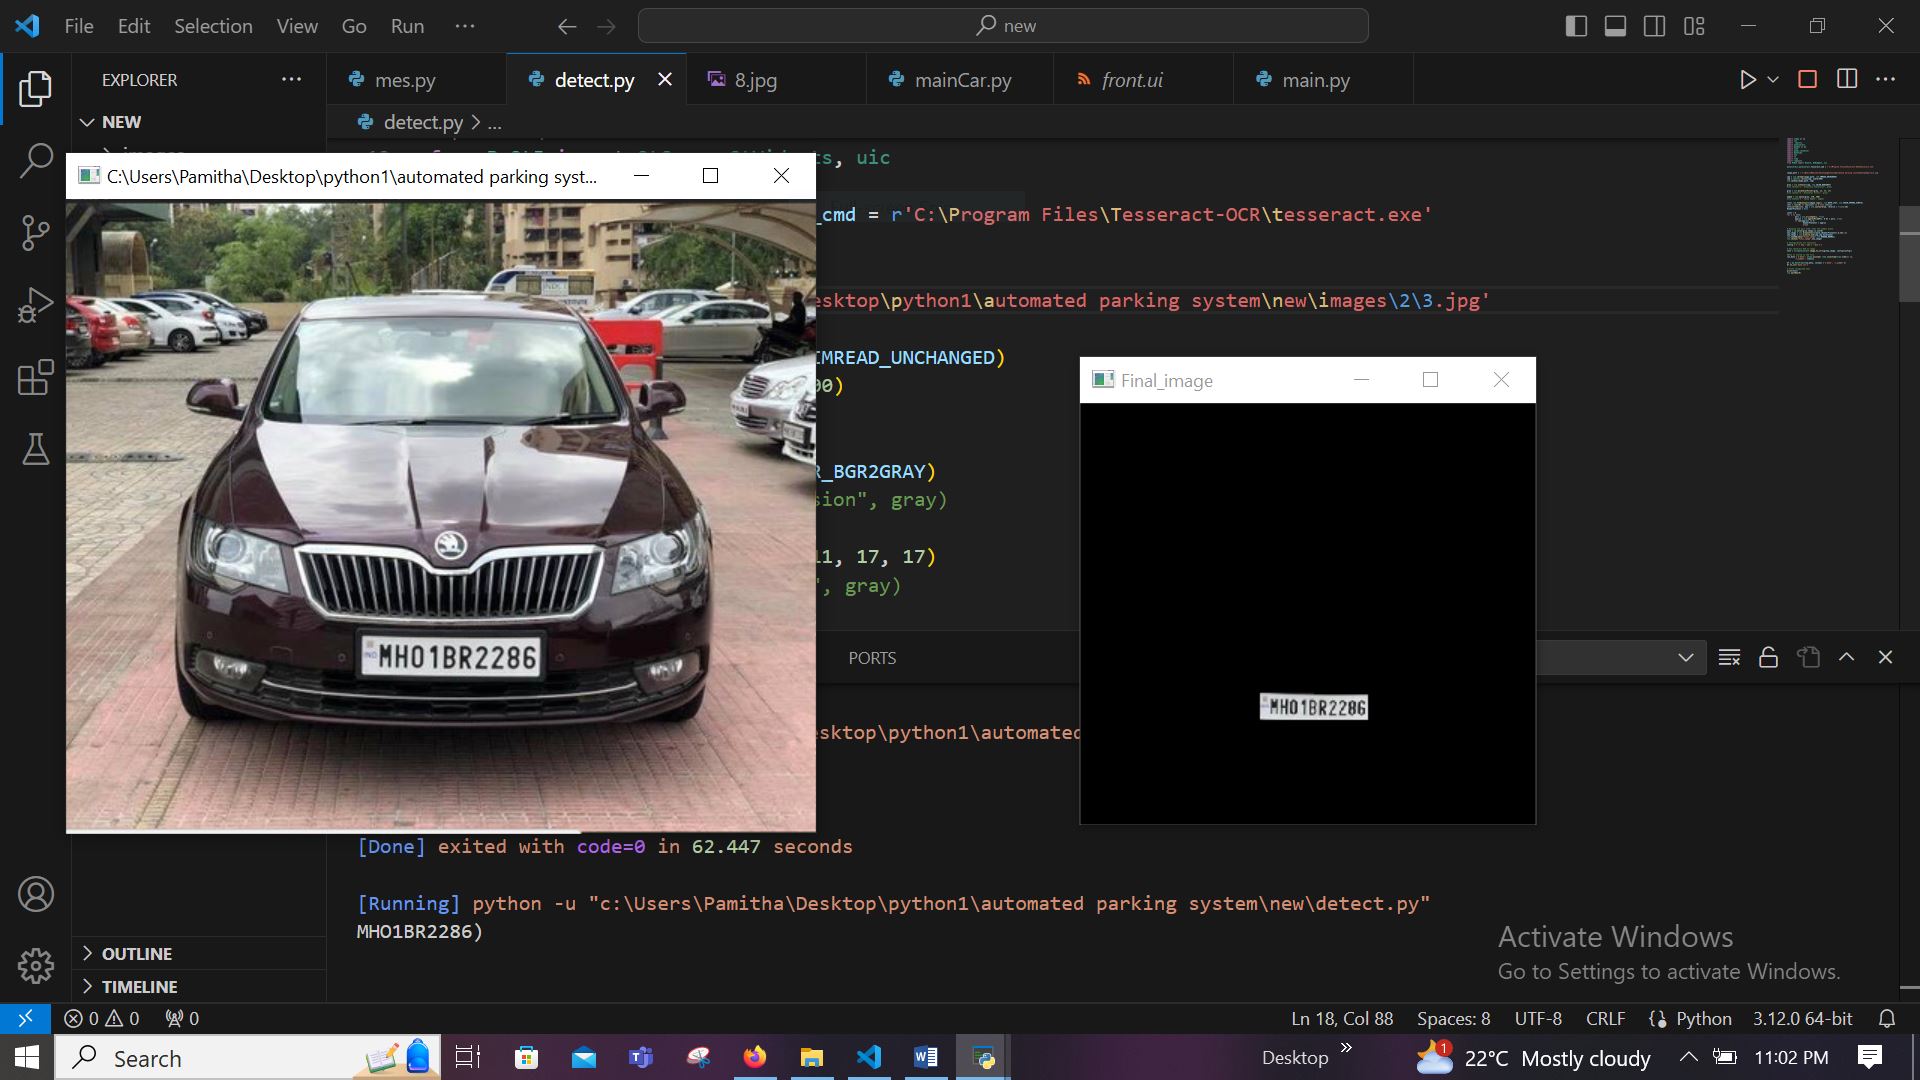 File Edit Selection View Go Run ...
new
EXPLORER ...
mes.py
detect.py
8.jpg
mainCar.py
front.ui
main.py
NEW
detect.py > ...
ts, uic
_cmd = r'C:\Program Files\Tesseract-OCR\tesseract.exe'
esktop\python1\automated parking system\new\images\2\3.jpg'
IMREAD_UNCHANGED)
00)
R_BGR2GRAY)
sion", gray)
11, 17, 17)
", gray)
C:\Users\Pamitha\Desktop\python1\automated parking syst...
MH01BR2286
IND
Final_image
MH01BR2286
PORTS
esktop\python1\automated
[Done] exited with code=0 in 62.447 seconds
[Running] python -u "c:\Users\Pamitha\Desktop\python1\automated parking system\new\detect.py"
MHO1BR2286)
OUTLINE
TIMELINE
Activate Windows
Go to Settings to activate Windows.
0 0 0
Ln 18, Col 88 Spaces: 8 UTF-8 CRLF Python 3.12.0 64-bit
Search
Desktop
1
22°C Mostly cloudy
11:02 PM